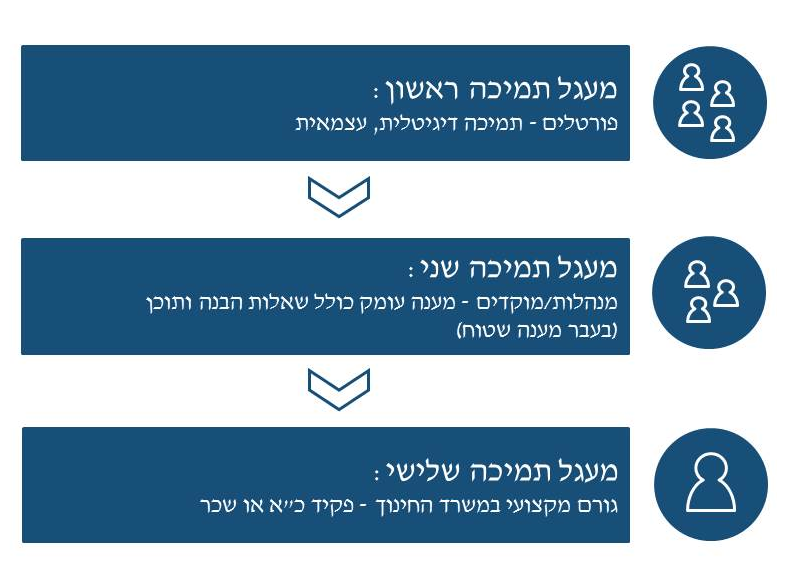 מעגל תמיכה ראשון :
פורטלים - תמיכה דיגיטלית, עצמאית
מעגל תמיכה שני :
מנהלות/מוקדים - מענה עומק כולל שאלות הבנה ותוכן
(בעבר מענה שטוח)
מעגל תמיכה שלישי :
גורם מקצועי במשרד החינוך - פקיד כ״א או שכר